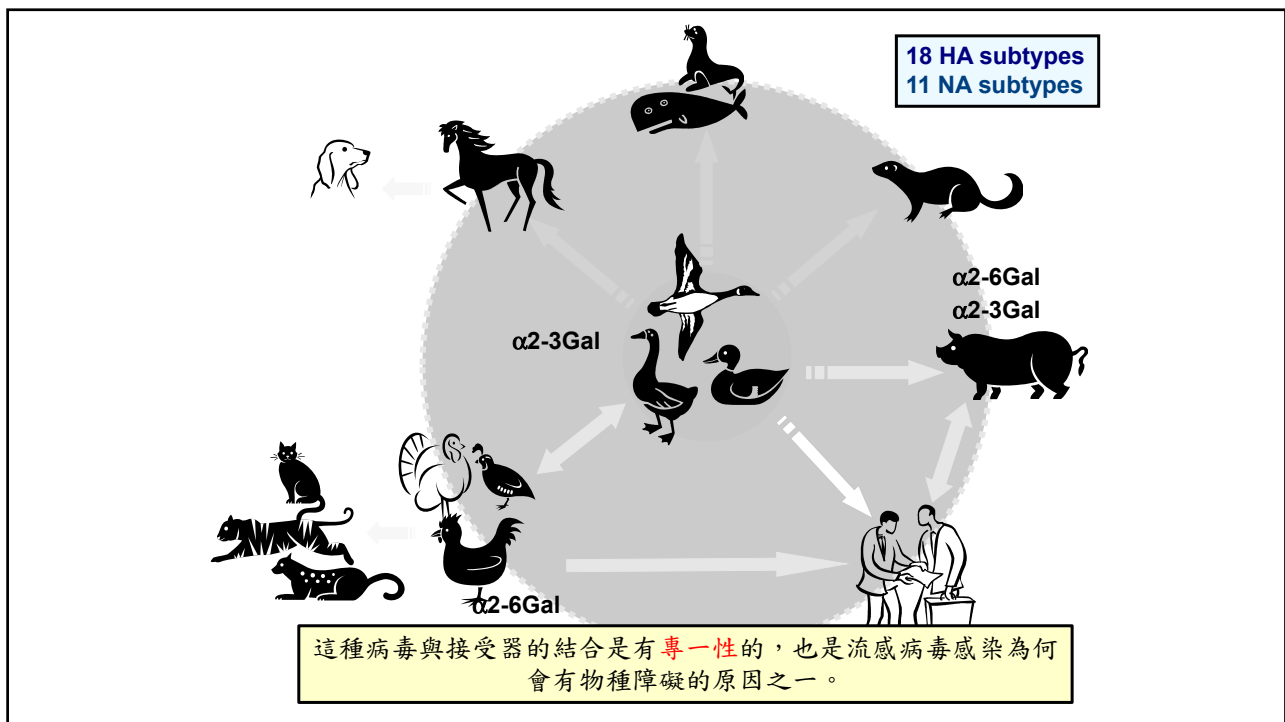 18 HA subtypes
11 NA subtypes
α2-6Gal
α2-3Gal
α2-3Gal
α2-6Gal
這種病毒與接受器的結合是有專一性的，也是流感病毒感染為何
會有物種障礙的原因之一。